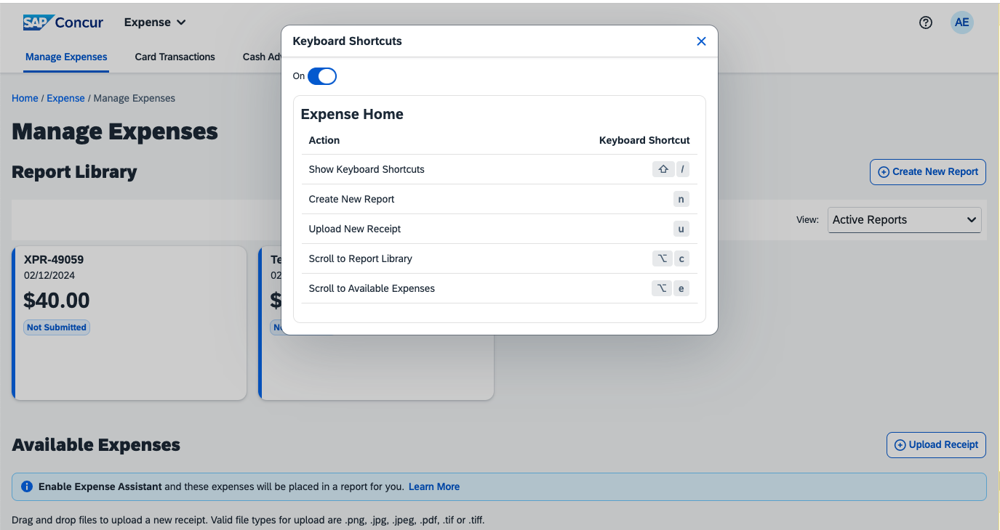 SAP Concur Expense
AE
Manage Expenses Card Transactions Cash Ad
Keyboard Shortcuts
On
Expense Home
Action Keyboard Shortcut
Show Keyboard Shortcuts ⇧ /
Create New Report n
Upload New Receipt u
Scroll to Report Library ⌥ c
Scroll to Available Expenses ⌥ e
Home / Expense / Manage Expenses
Manage Expenses
Report Library
Create New Report
View: Active Reports
XPR-49059
02/12/2024
$40.00
Not Submitted
Te
02
$
Available Expenses
Upload Receipt
Enable Expense Assistant and these expenses will be placed in a report for you. Learn More
Drag and drop files to upload a new receipt. Valid file types for upload are .png, .jpg, .jpeg, .pdf, .tif or .tiff.